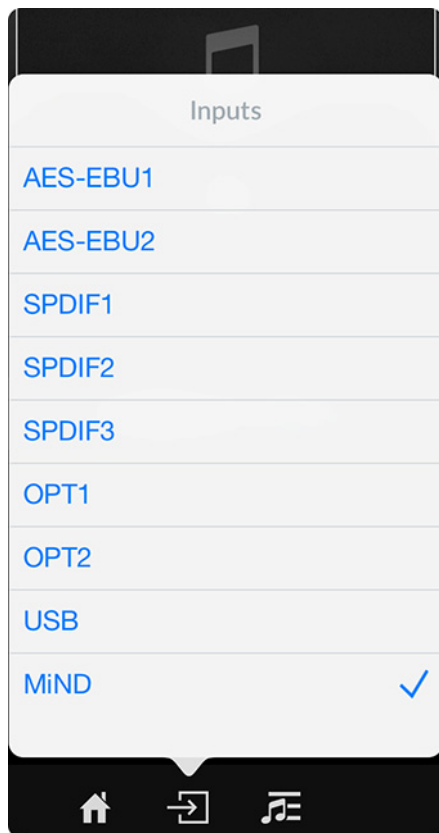 Inputs
AES-EBU1
AES-EBU2
SPDIF1
SPDIF2
SPDIF3
OPT1
OPT2
USB
MiND